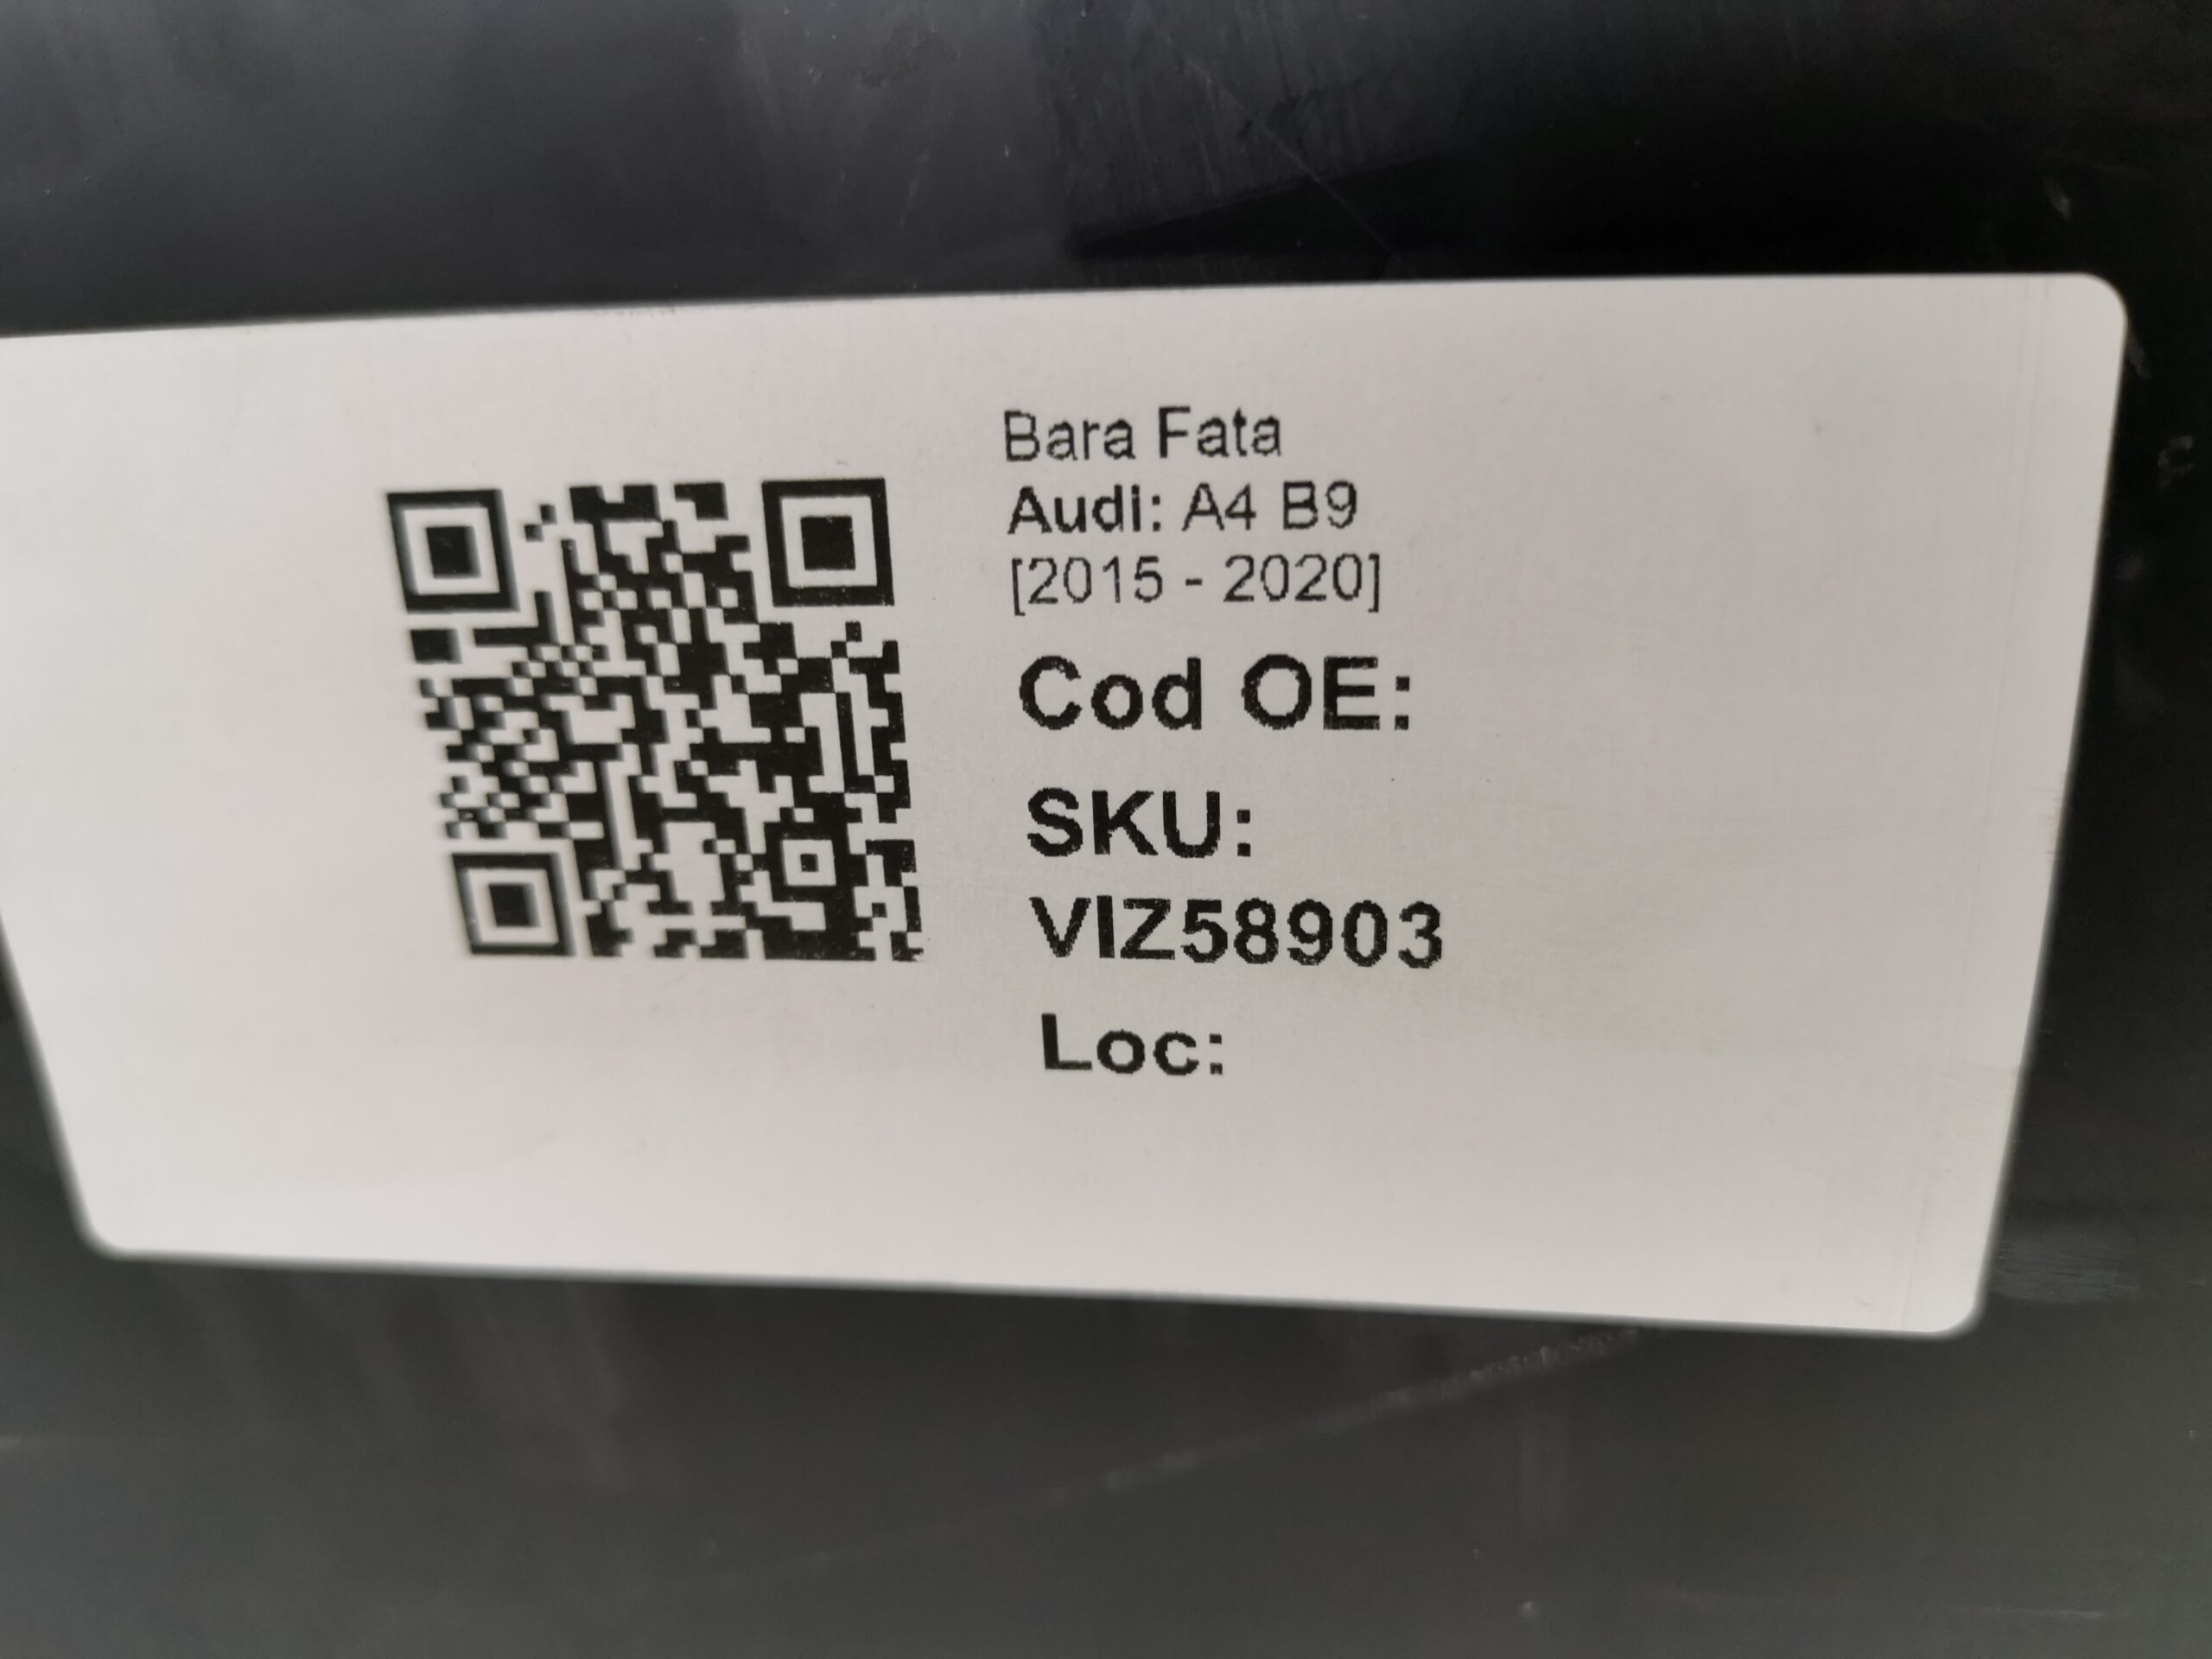 Bara Fata
Audi: A4 B9
[2015 - 2020]
Cod OE:
SKU:
VIZ58903
Loc: